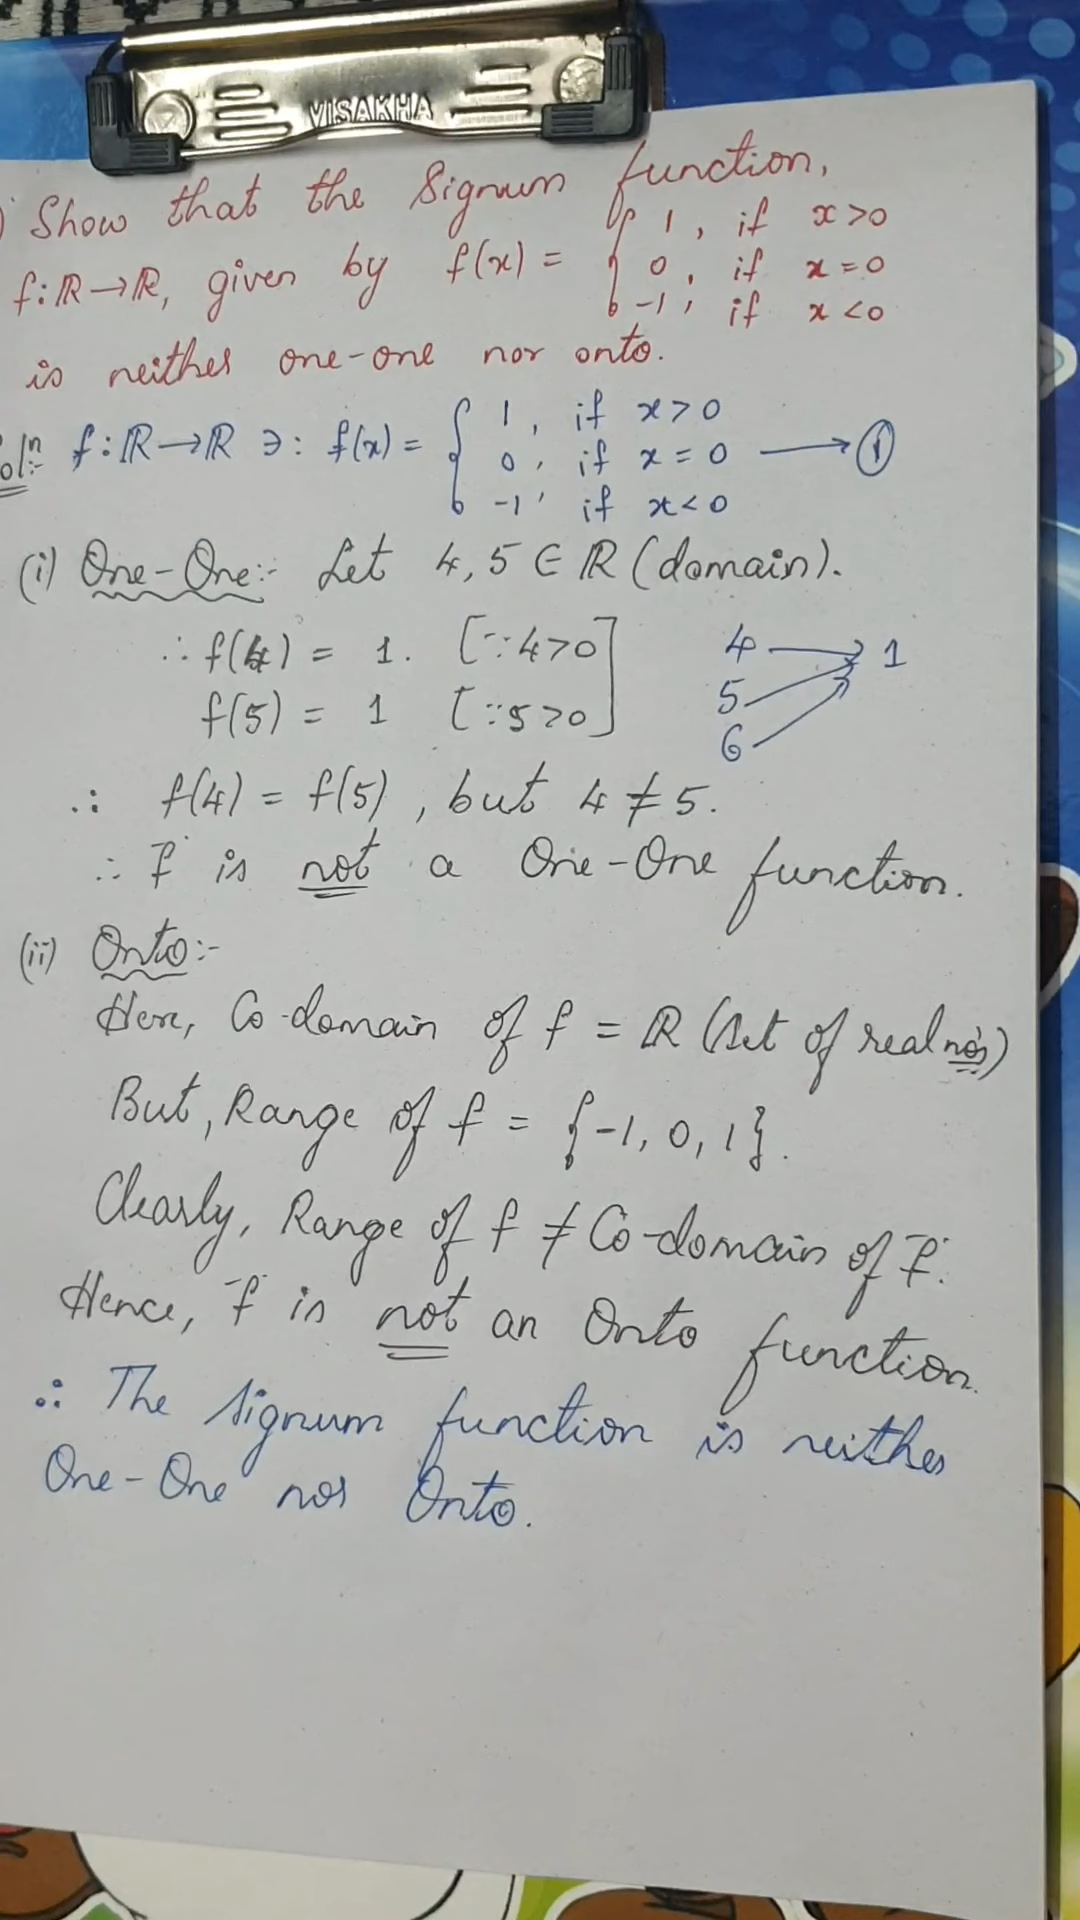 VISAKHA
Show that the Signum function,
f:ℝ→ℝ, given by f(x) = { 1, if x>0
0, if x=0
-1, if x<0
is neither one-one nor onto.
Solⁿ:- f:ℝ→ℝ ∋: f(x) = { 1, if x>0
0, if x=0 ⟶ ①
-1, if x<0
(i) One-One:- Let 4,5 ∈ ℝ (domain).
∴ f(4) = 1. [∵4>0]
f(5) = 1 [∵5>0]
4 → 1
5
6
∴ f(4) = f(5), but 4≠5.
∴ 'f' is not a One-One function.
(ii) Onto:-
Here, Co-domain of f = ℝ (Set of real nos)
But, Range of f = {-1, 0, 1}.
Clearly, Range of f ≠ Co-domain of 'f'.
Hence, 'f' is not an Onto function.
∴ The signum function is neither
One-One nor Onto.